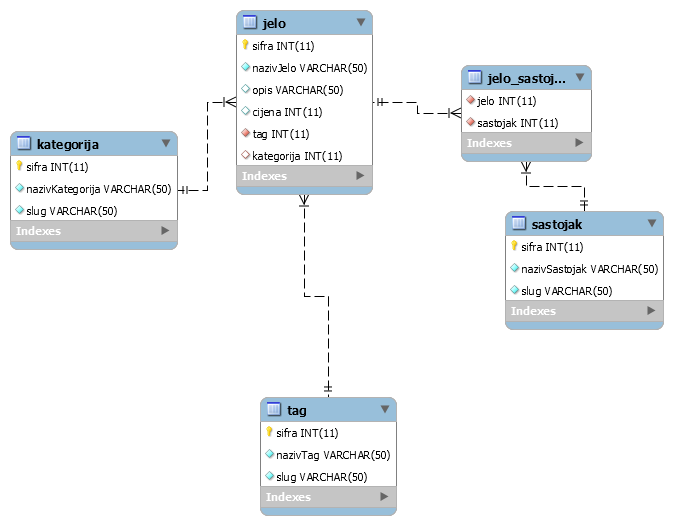 jelo
sifra INT(11)
nazivJelo VARCHAR(50)
opis VARCHAR(50)
cijena INT(11)
tag INT(11)
kategorija INT(11)
Indexes
jelo_sastoj...
jelo INT(11)
sastojak INT(11)
Indexes
kategorija
sifra INT(11)
nazivKategorija VARCHAR(50)
slug VARCHAR(50)
Indexes
sastojak
sifra INT(11)
nazivSastojak VARCHAR(50)
slug VARCHAR(50)
Indexes
tag
sifra INT(11)
nazivTag VARCHAR(50)
slug VARCHAR(50)
Indexes